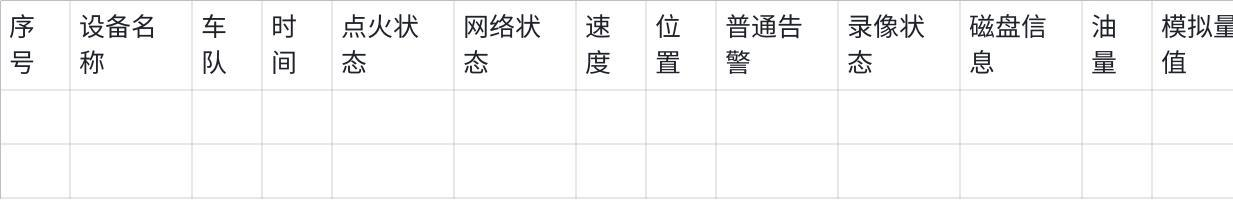 序号
设备名称
车队
时间
点火状态
网络状态
速度
位置
普通告警
录像状态
磁盘信息
油量
模拟量值